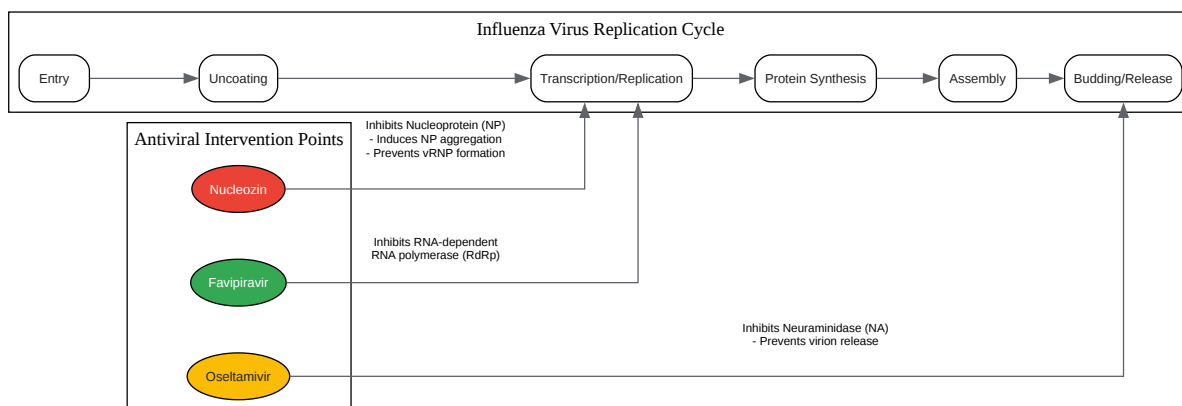 Influenza Virus Replication Cycle
Entry
Uncoating
Transcription/Replication
Protein Synthesis
Assembly
Budding/Release
Antiviral Intervention Points
Inhibits Nucleoprotein (NP)
- Induces NP aggregation
- Prevents vRNP formation
Nucleozin
Inhibits RNA-dependent
RNA polymerase (RdRp)
Favipiravir
Inhibits Neuraminidase (NA)
- Prevents virion release
Oseltamivir